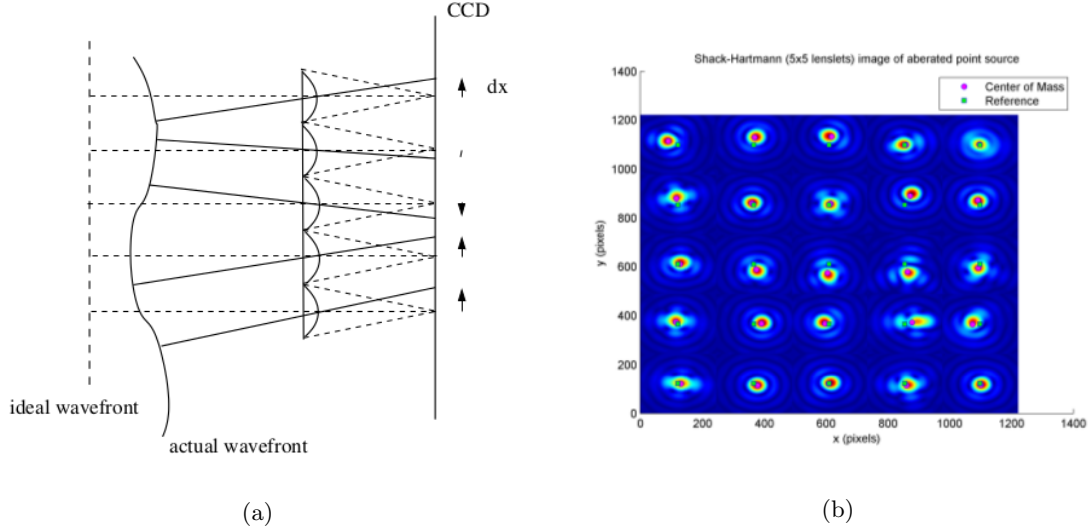 CCD
dx
ideal wavefront
actual wavefront
(a)
Shack-Hartmann (5x5 lenslets) image of aberated point source
Center of Mass
Reference
1400
1200
1000
800
600
400
200
0
y (pixels)
0 200 400 600 800 1000 1200 1400
x (pixels)
(b)